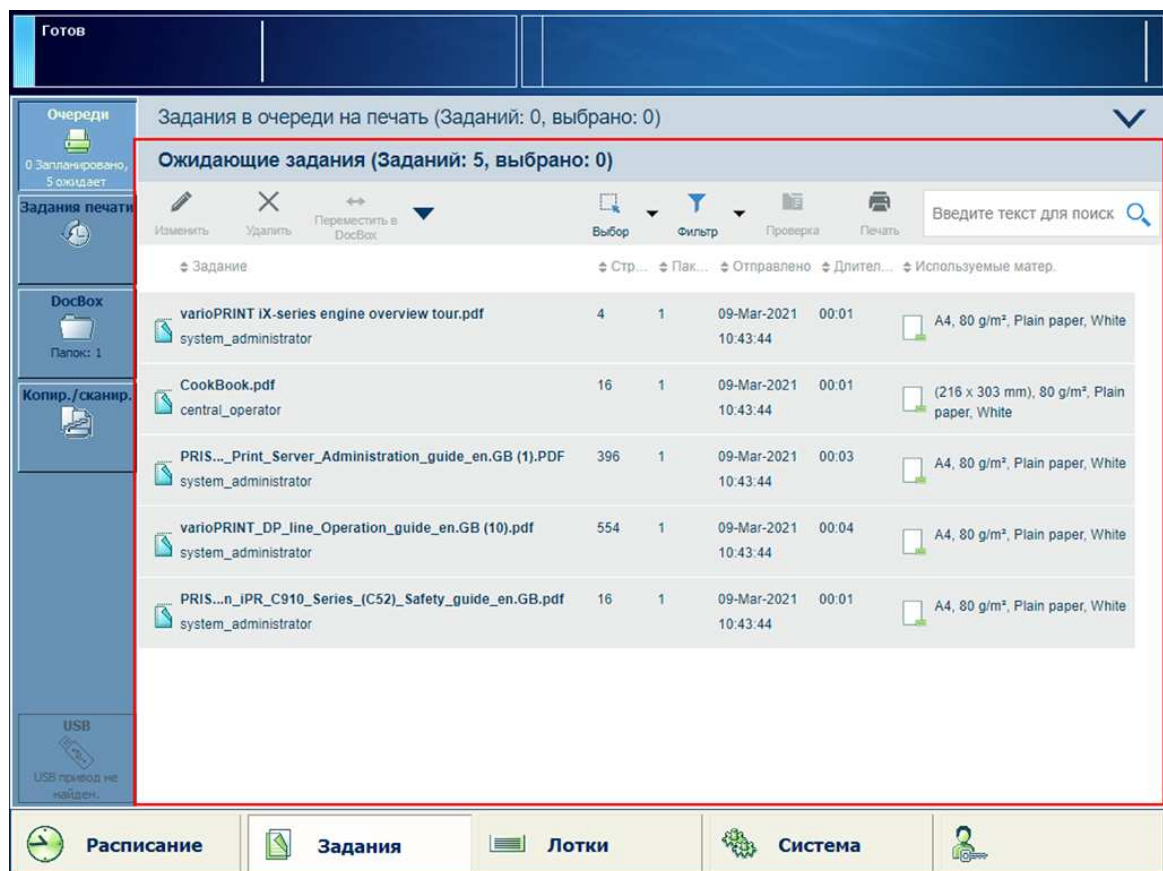 Готов
Очереди
0 Запланировано,
5 ожидает
Задания печати
DocBox
Папок: 1
Копир./сканир.
USB
USB привод не
найден.
Задания в очереди на печать (Заданий: 0, выбрано: 0)
Ожидающие задания (Заданий: 5, выбрано: 0)
Изменить
Удалить
Переместить в
DocBox
Выбор
Фильтр
Проверка
Печать
Введите текст для поиск
Задание Стр... Пак... Отправлено Длител... Используемые матер.
varioPRINT iX-series engine overview tour.pdf 4 1 09-Mar-2021 00:01 A4, 80 g/m², Plain paper, White
system_administrator 10:43:44
CookBook.pdf 16 1 09-Mar-2021 00:01 (216 x 303 mm), 80 g/m², Plain
central_operator 10:43:44 paper, White
PRIS..._Print_Server_Administration_guide_en.GB (1).PDF 396 1 09-Mar-2021 00:03 A4, 80 g/m², Plain paper, White
system_administrator 10:43:44
varioPRINT_DP_line_Operation_guide_en.GB (10).pdf 554 1 09-Mar-2021 00:04 A4, 80 g/m², Plain paper, White
system_administrator 10:43:44
PRIS...n_iPR_C910_Series_(C52)_Safety_guide_en.GB.pdf 16 1 09-Mar-2021 00:01 A4, 80 g/m², Plain paper, White
system_administrator 10:43:44
Расписание
Задания
Лотки
Система